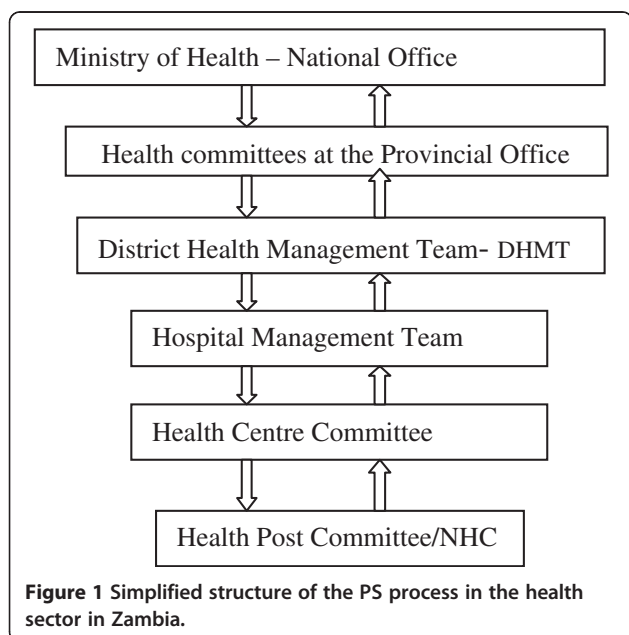 Ministry of Health – National Office
Health committees at the Provincial Office
District Health Management Team- DHMT
Hospital Management Team
Health Centre Committee
Health Post Committee/NHC
Figure 1 Simplified structure of the PS process in the health
sector in Zambia.